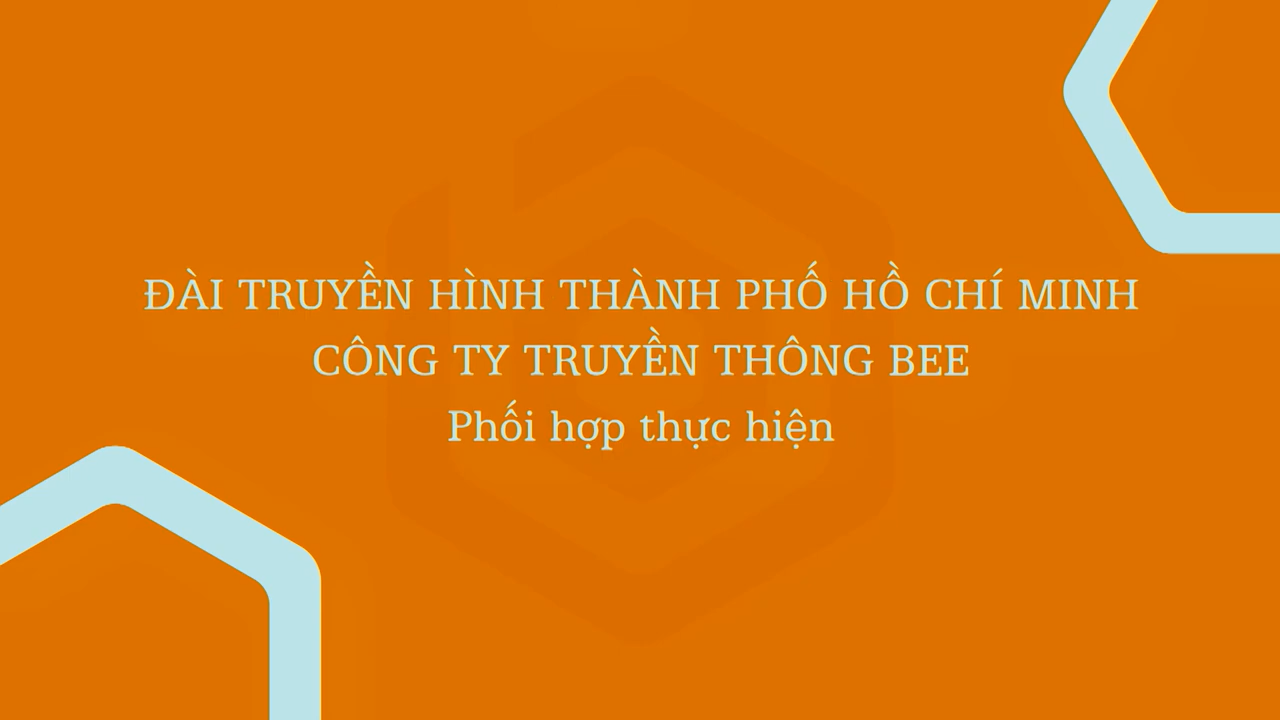 ĐÀI TRUYỀN HÌNH THÀNH PHỐ HỒ CHÍ MINH
CÔNG TY TRUYỀN THÔNG BEE
Phối hợp thực hiện